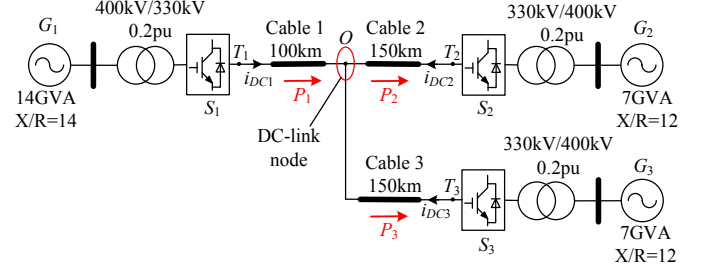 400kV/330kV
0.2pu
G1
14GVA
X/R=14
S1
T1
iDC1
Cable 1
100km
P1
O
DC-link
node
Cable 2
150km
P2
T2
iDC2
S2
330kV/400kV
0.2pu
G2
7GVA
X/R=12
Cable 3
150km
P3
T3
iDC3
S3
330kV/400kV
0.2pu
G3
7GVA
X/R=12